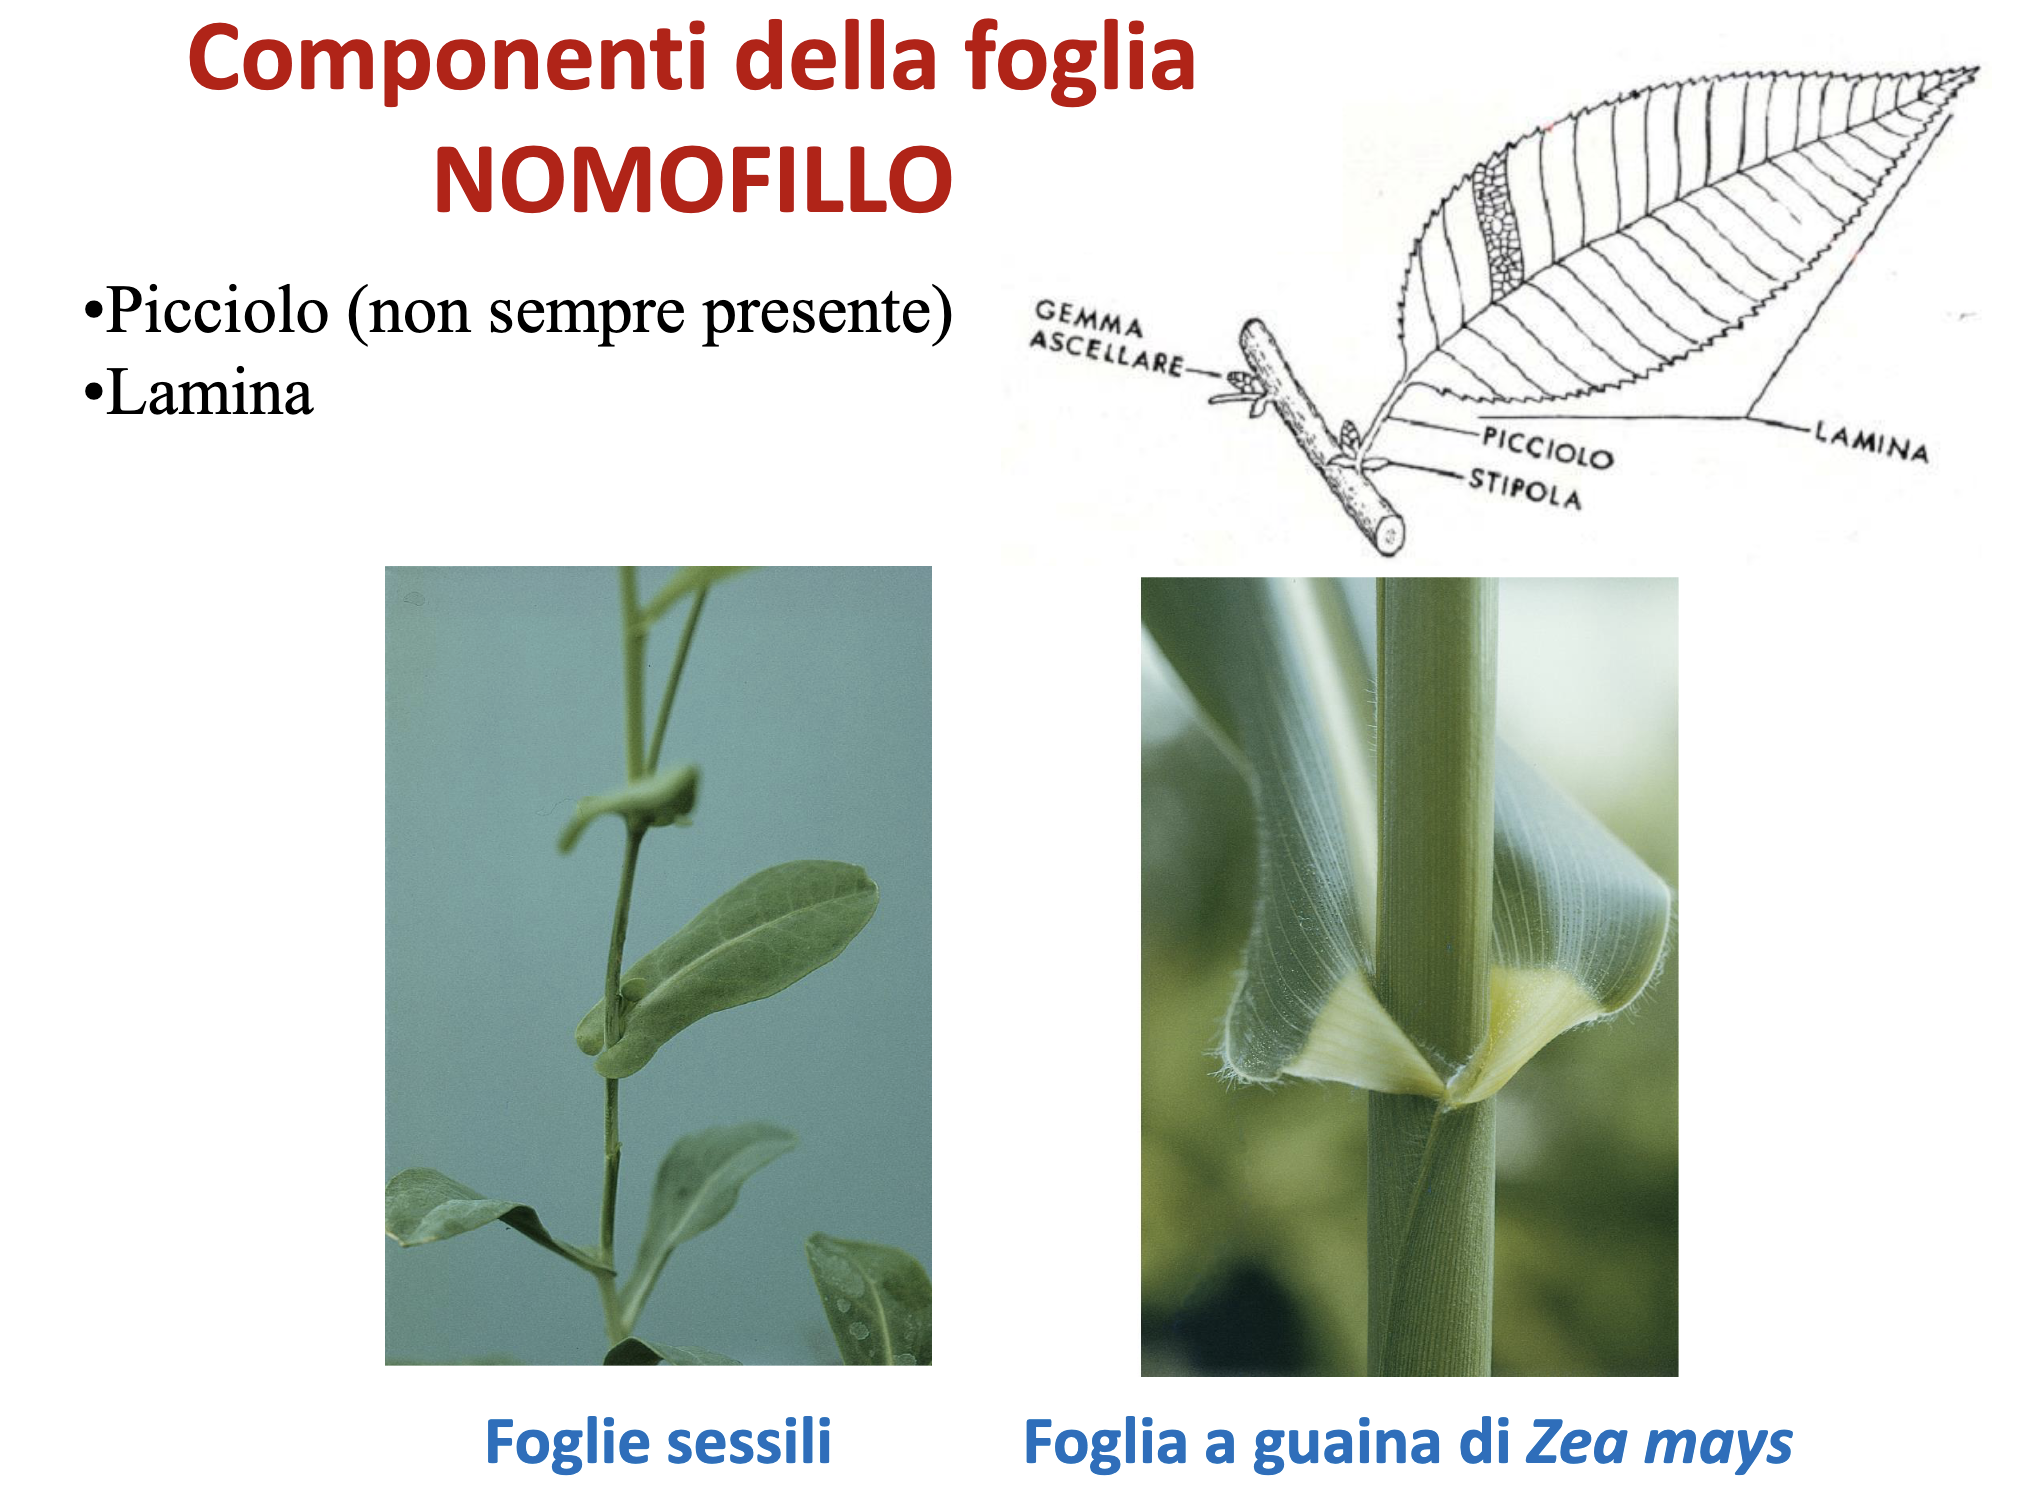 Componenti della foglia
NOMOFILLO
•Picciolo (non sempre presente)
•Lamina
GEMMA
ASCELLARE
PICCIOLO
STIPOLA
LAMINA
Foglie sessili
Foglia a guaina di Zea mays